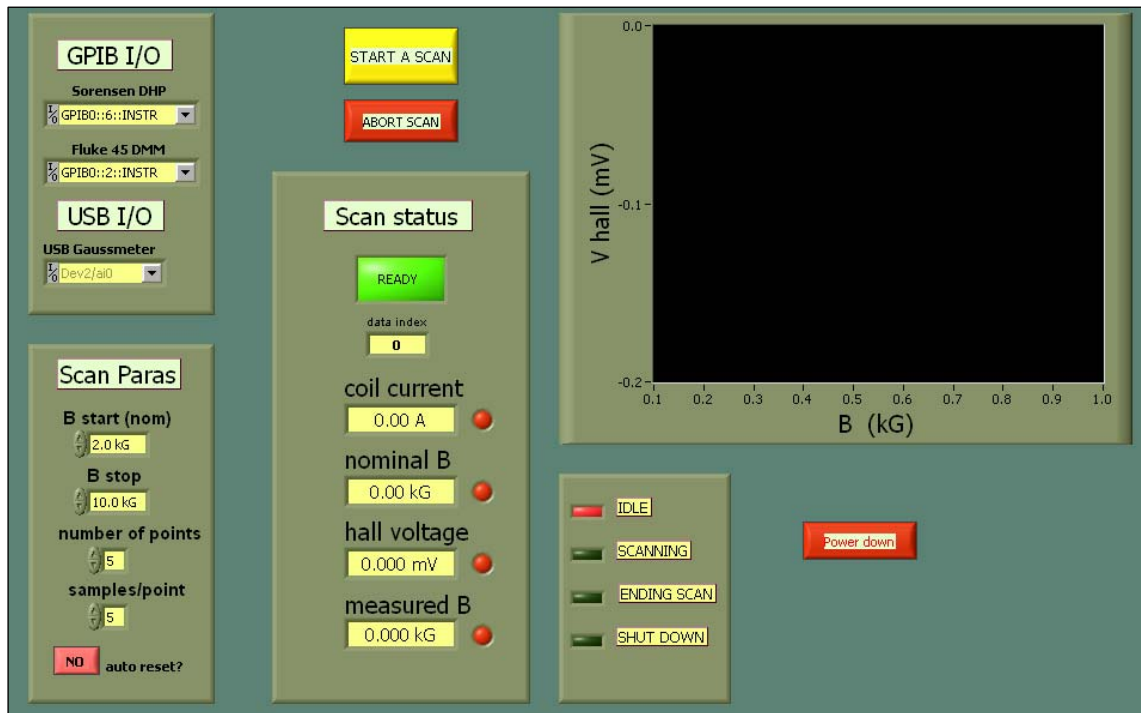 GPIB I/O
Sorensen DHP
I/O GPIB0::6::INSTR
Fluke 45 DMM
I/O GPIB0::2::INSTR
USB I/O
USB Gaussmeter
I/O Dev2/ai0
Scan Paras
B start (nom)
2.0 kG
B stop
10.0 kG
number of points
5
samples/point
5
NO auto reset?
START A SCAN
ABORT SCAN
Scan status
READY
data index
0
coil current
0.00 A
nominal B
0.00 kG
hall voltage
0.000 mV
measured B
0.000 kG
V hall (mV)
0.0
-0.1
-0.2
0.1 0.2 0.3 0.4 0.5 0.6 0.7 0.8 0.9 1.0
B (kG)
IDLE
SCANNING
ENDING SCAN
SHUT DOWN
Power down